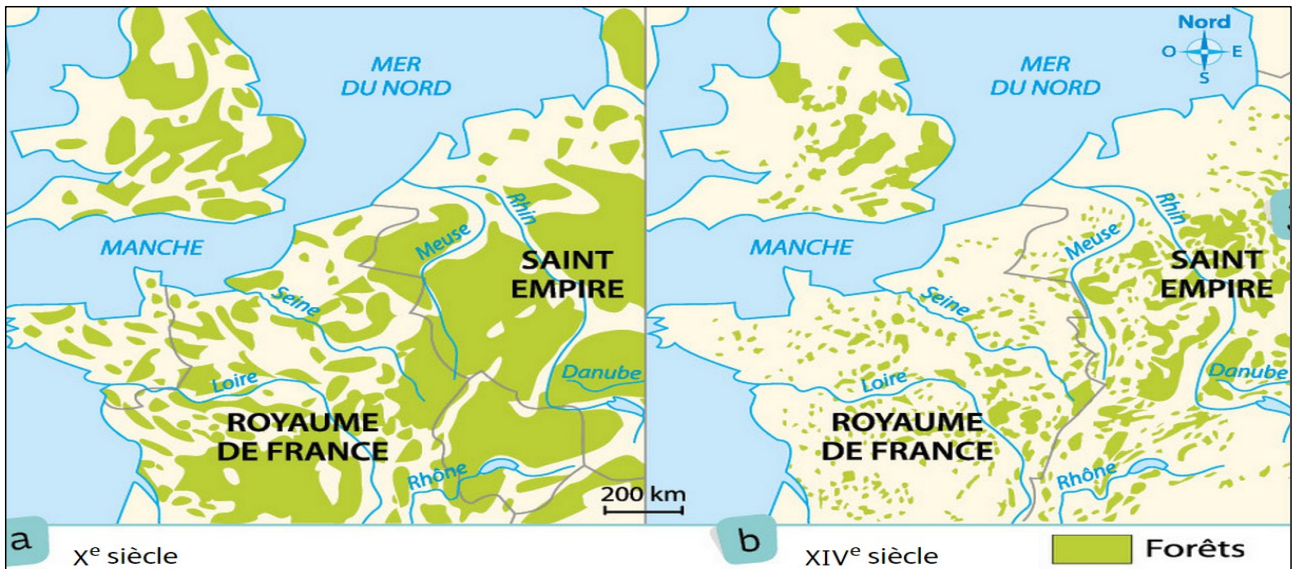 MER
DU NORD
MANCHE
Meuse
Rhin
SAINT
EMPIRE
Seine
Danube
Loire
ROYAUME
DE FRANCE
Rhône
200 km
a
Xe siècle
Nord
O
E
S
MER
DU NORD
MANCHE
Meuse
Rhin
SAINT
EMPIRE
Seine
Danube
Loire
ROYAUME
DE FRANCE
Rhône
b
XIVe siècle
Forêts